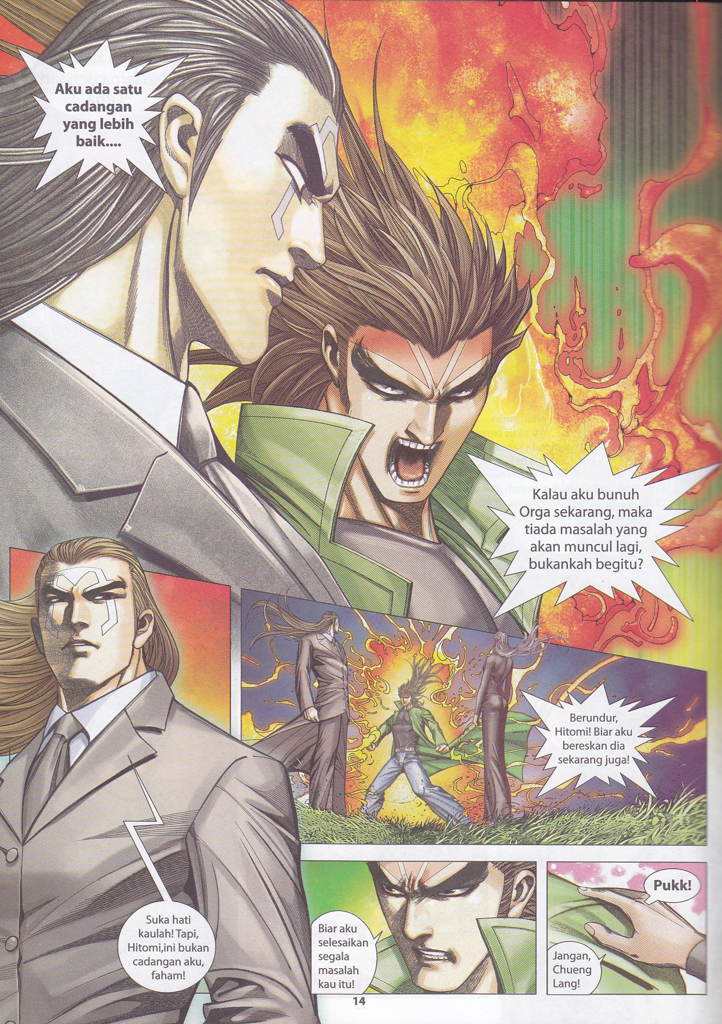 Aku ada satu
cadangan
yang lebih
baik....
Kalau aku bunuh
Orga sekarang, maka
tiada masalah yang
akan muncul lagi,
bukankah begitu?
Berundur,
Hitomi! Biar aku
bereskan dia
sekarang juga!
Suka hati
kaulah! Tapi,
Hitomi,ini bukan
cadangan aku,
faham!
Biar aku
selesaikan
segala
masalah
kau itu!
Pukk!
Jangan,
Chueng
Lang!
14